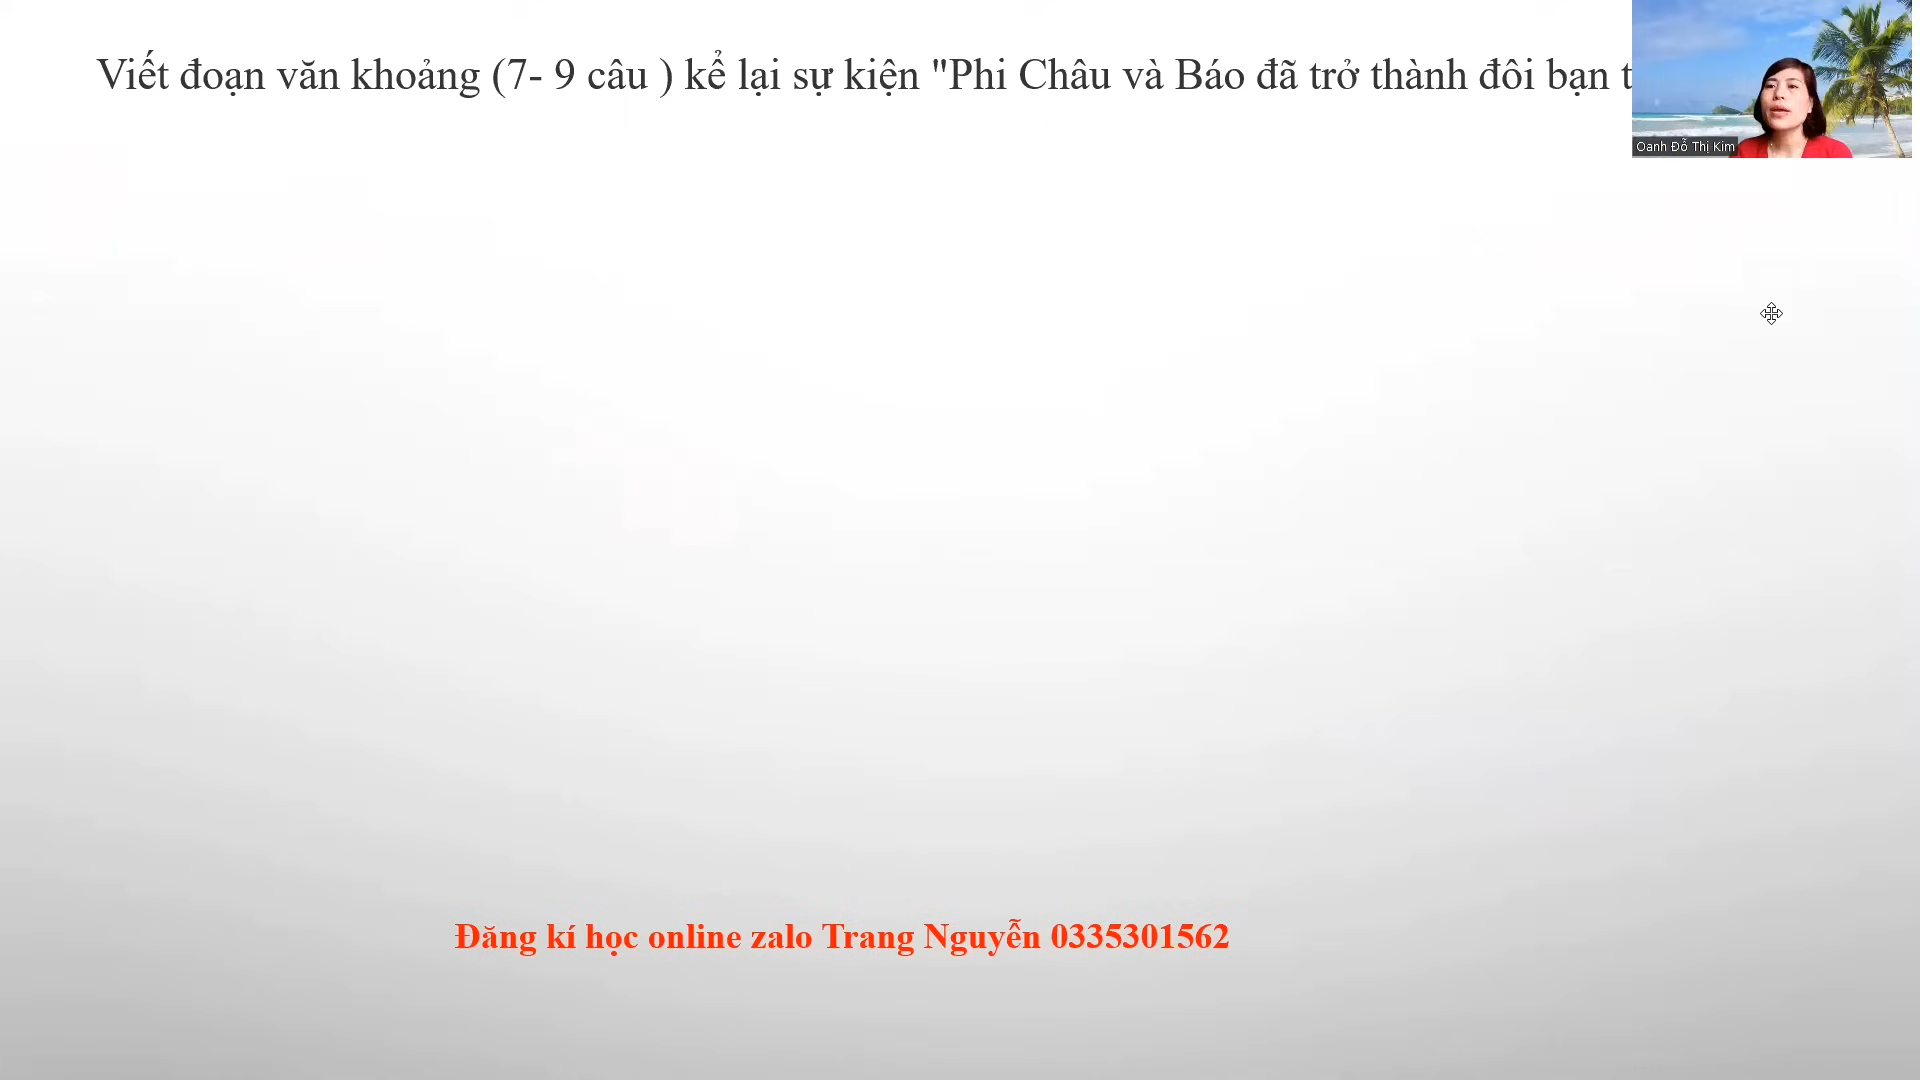 Viết đoạn văn khoảng (7- 9 câu ) kể lại sự kiện "Phi Châu và Báo đã trở thành đôi bạn
Oanh Đỗ Thị Kim
Đăng kí học online zalo Trang Nguyễn 0335301562